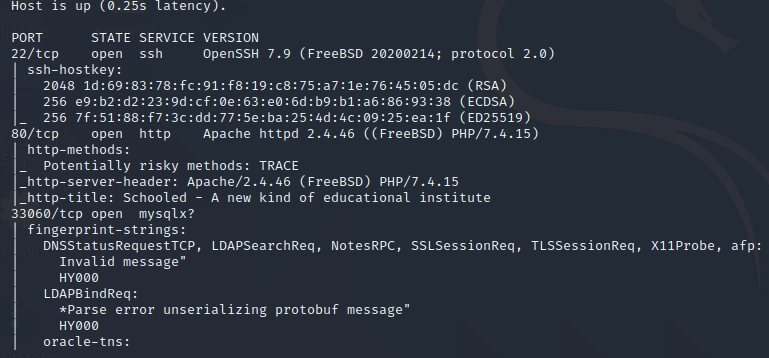 Host is up (0.25s latency).
PORT      STATE SERVICE VERSION
22/tcp    open  ssh     OpenSSH 7.9 (FreeBSD 20200214; protocol 2.0)
| ssh-hostkey:
|   2048 1d:69:83:78:fc:91:f8:19:c8:75:a7:1e:76:45:05:dc (RSA)
|   256 e9:b2:d2:23:9d:cf:0e:63:e0:6d:b9:b1:a6:86:93:38 (ECDSA)
|_  256 7f:51:88:f7:3c:dd:77:5e:ba:25:4d:4c:09:25:ea:1f (ED25519)
80/tcp    open  http    Apache httpd 2.4.46 ((FreeBSD) PHP/7.4.15)
| http-methods:
|_  Potentially risky methods: TRACE
|_http-server-header: Apache/2.4.46 (FreeBSD) PHP/7.4.15
|_http-title: Schooled - A new kind of educational institute
33060/tcp open  mysqlx?
| fingerprint-strings:
|   DNSStatusRequestTCP, LDAPSearchReq, NotesRPC, SSLSessionReq, TLSSessionReq, X11Probe, afp:
|     Invalid message"
|     HY000
|   LDAPBindReq:
|     *Parse error unserializing protobuf message"
|     HY000
|   oracle-tns: